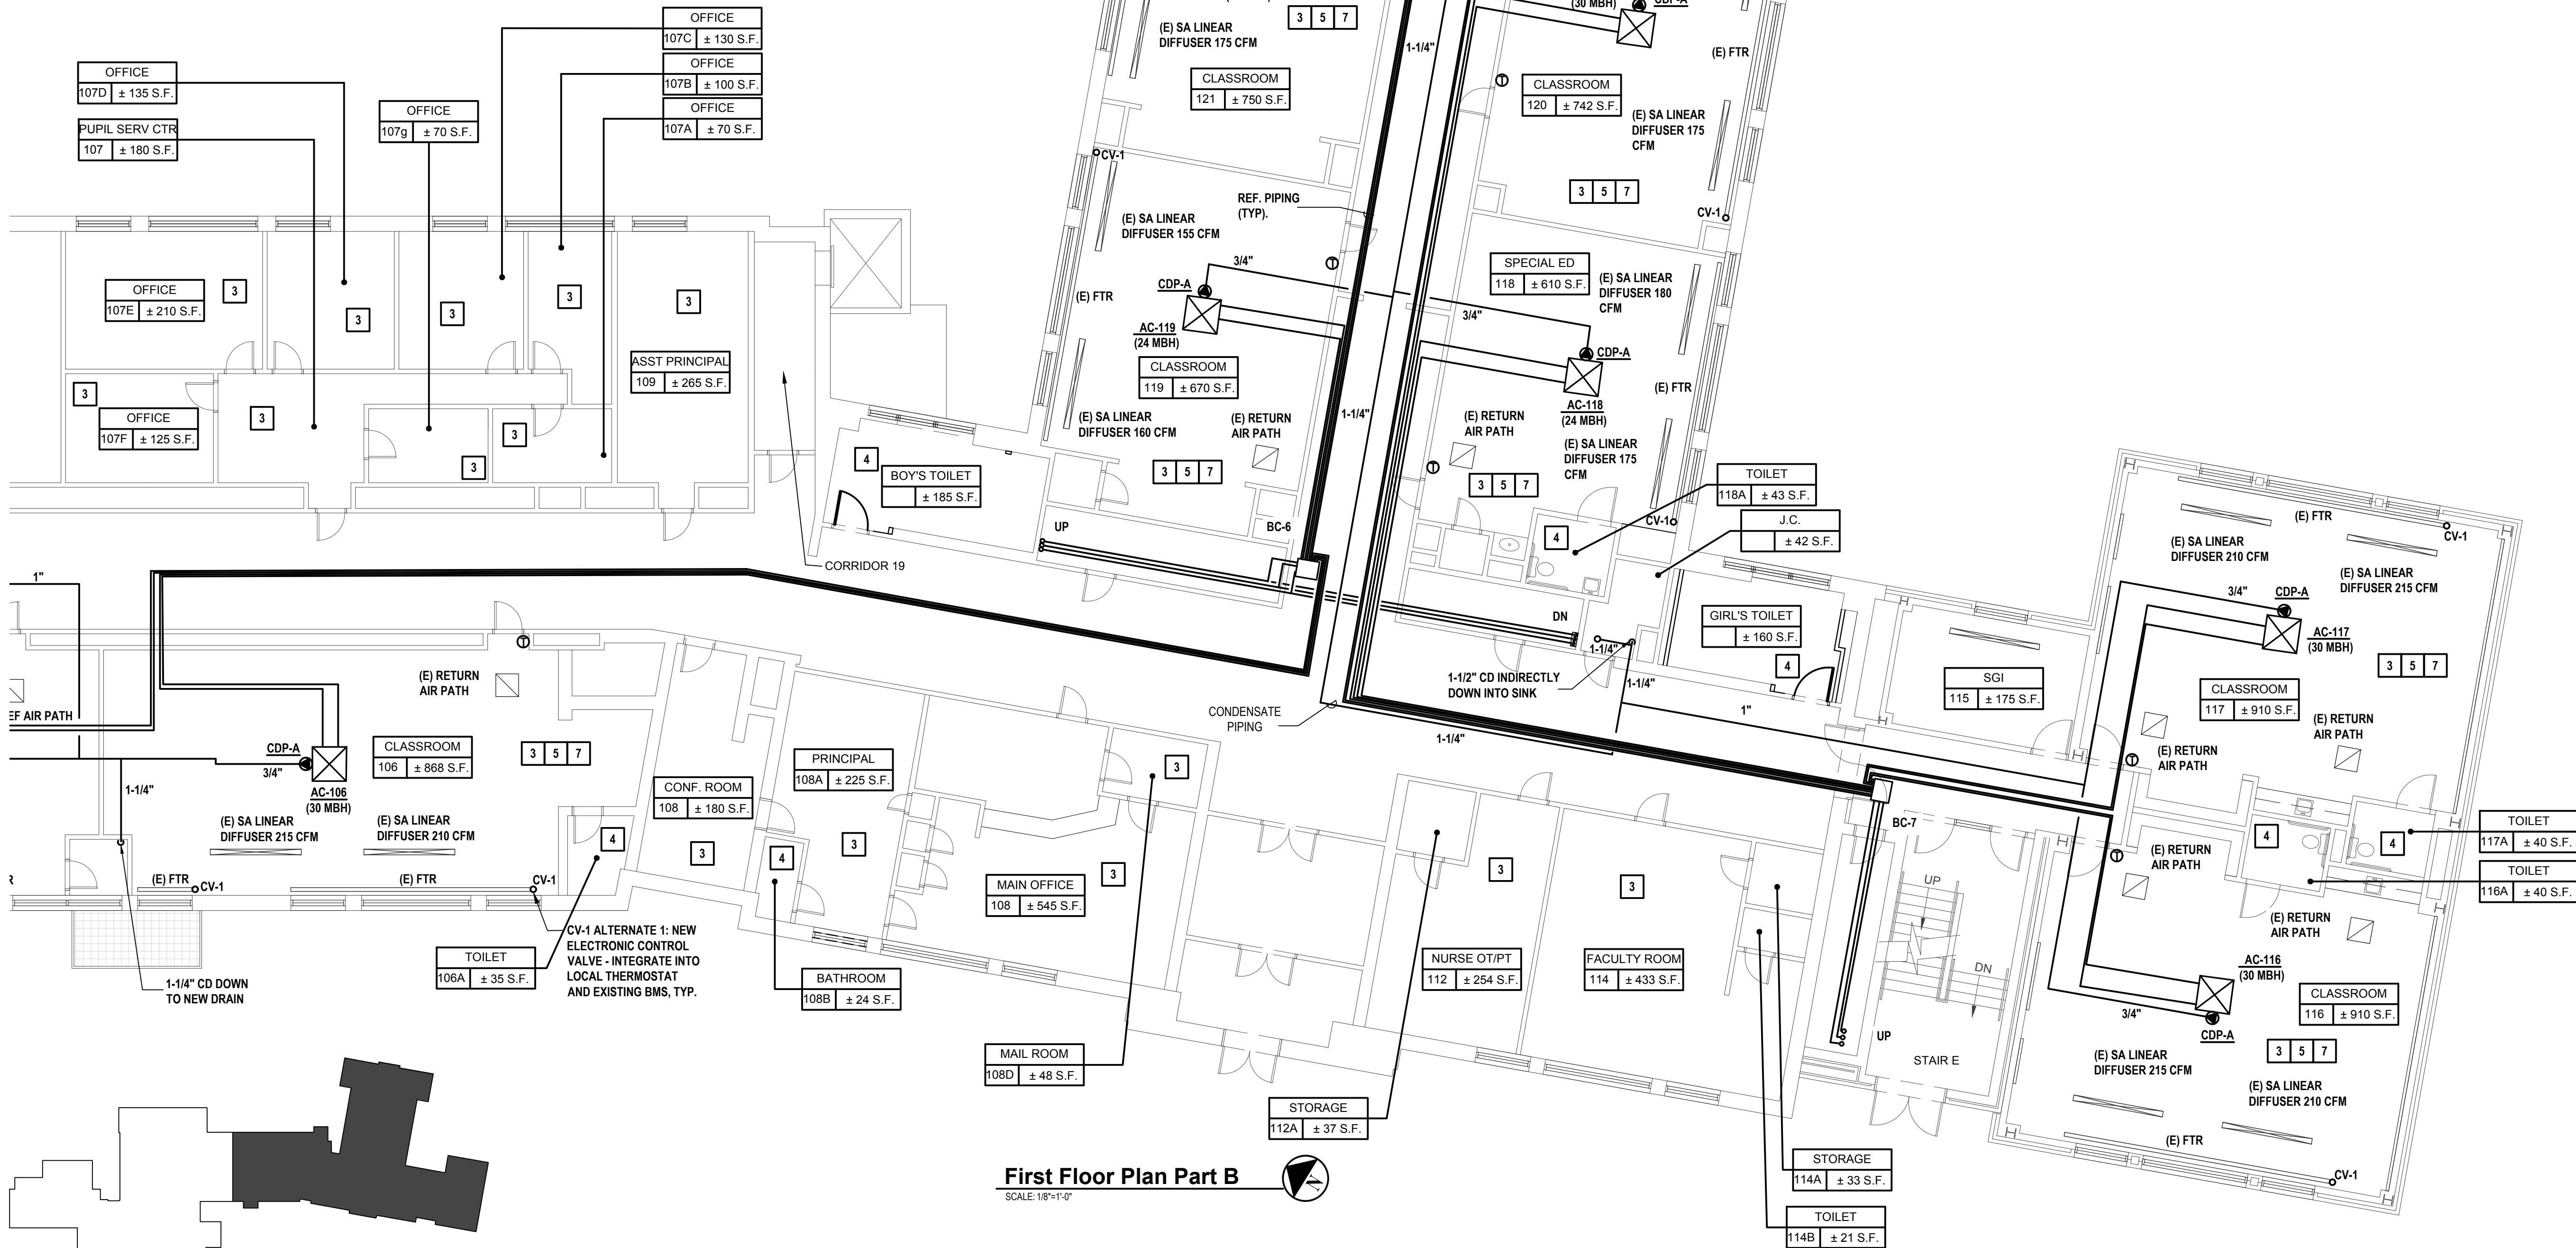 OFFICE
107C ± 130 S.F.
OFFICE
107B ± 100 S.F.
OFFICE
107A ± 70 S.F.
OFFICE
107D ± 135 S.F.
PUPIL SERV CTR
107 ± 180 S.F.
OFFICE
107g ± 70 S.F.
OFFICE
107E ± 210 S.F.
3
3
3
3
3
ASST PRINCIPAL
109 ± 265 S.F.
3
OFFICE
107F ± 125 S.F.
3
3
3
CORRIDOR 19
4
BOY'S TOILET
± 185 S.F.
(E) SA LINEAR
DIFFUSER 175 CFM
3 5 7
CLASSROOM
121 ± 750 S.F.
CV-1
1-1/4"
(30 MBH)
CDP-A
(E) FTR
T
CLASSROOM
120 ± 742 S.F.
(E) SA LINEAR
DIFFUSER 175
CFM
3 5 7
CV-1
REF. PIPING
(TYP).
(E) SA LINEAR
DIFFUSER 155 CFM
T
3/4"
CDP-A
(E) FTR
AC-119
(24 MBH)
CLASSROOM
119 ± 670 S.F.
(E) SA LINEAR
DIFFUSER 160 CFM
(E) RETURN
AIR PATH
3 5 7
UP
BC-6
1-1/4"
SPECIAL ED
118 ± 610 S.F.
(E) SA LINEAR
DIFFUSER 180
CFM
3/4"
CDP-A
AC-118
(24 MBH)
(E) FTR
(E) RETURN
AIR PATH
(E) SA LINEAR
DIFFUSER 175
CFM
T
3 5 7
CV-1
4
TOILET
118A ± 43 S.F.
J.C.
± 42 S.F.
DN
1-1/4"
1-1/2" CD INDIRECTLY
DOWN INTO SINK
1-1/4"
GIRL'S TOILET
± 160 S.F.
4
1"
SGI
115 ± 175 S.F.
CONDENSATE
PIPING
1-1/4"
(E) FTR
CV-1
(E) SA LINEAR
DIFFUSER 210 CFM
(E) SA LINEAR
DIFFUSER 215 CFM
3/4"
CDP-A
AC-117
(30 MBH)
3 5 7
CLASSROOM
117 ± 910 S.F.
(E) RETURN
AIR PATH
(E) RETURN
AIR PATH
T
4
4
TOILET
117A ± 40 S.F.
TOILET
116A ± 40 S.F.
T
(E) RETURN
AIR PATH
(E) RETURN
AIR PATH
AC-116
(30 MBH)
CLASSROOM
116 ± 910 S.F.
3/4"
CDP-A
3 5 7
(E) SA LINEAR
DIFFUSER 215 CFM
(E) SA LINEAR
DIFFUSER 210 CFM
(E) FTR
CV-1
BC-7
UP
DN
UP
STAIR E
1"
EF AIR PATH
CDP-A
3/4"
AC-106
(30 MBH)
CLASSROOM
106 ± 868 S.F.
(E) RETURN
AIR PATH
T
3 5 7
1-1/4"
(E) SA LINEAR
DIFFUSER 215 CFM
(E) SA LINEAR
DIFFUSER 210 CFM
4
R
(E) FTR
CV-1
(E) FTR
CV-1
1-1/4" CD DOWN
TO NEW DRAIN
TOILET
106A ± 35 S.F.
CV-1 ALTERNATE 1: NEW
ELECTRONIC CONTROL
VALVE - INTEGRATE INTO
LOCAL THERMOSTAT
AND EXISTING BMS, TYP.
CONF. ROOM
108 ± 180 S.F.
3
4
BATHROOM
108B ± 24 S.F.
PRINCIPAL
108A ± 225 S.F.
3
3
MAIN OFFICE
108 ± 545 S.F.
3
MAIL ROOM
108D ± 48 S.F.
3
NURSE OT/PT
112 ± 254 S.F.
STORAGE
112A ± 37 S.F.
3
FACULTY ROOM
114 ± 433 S.F.
STORAGE
114A ± 33 S.F.
TOILET
114B ± 21 S.F.
First Floor Plan Part B
N
SCALE: 1/8"=1'-0"